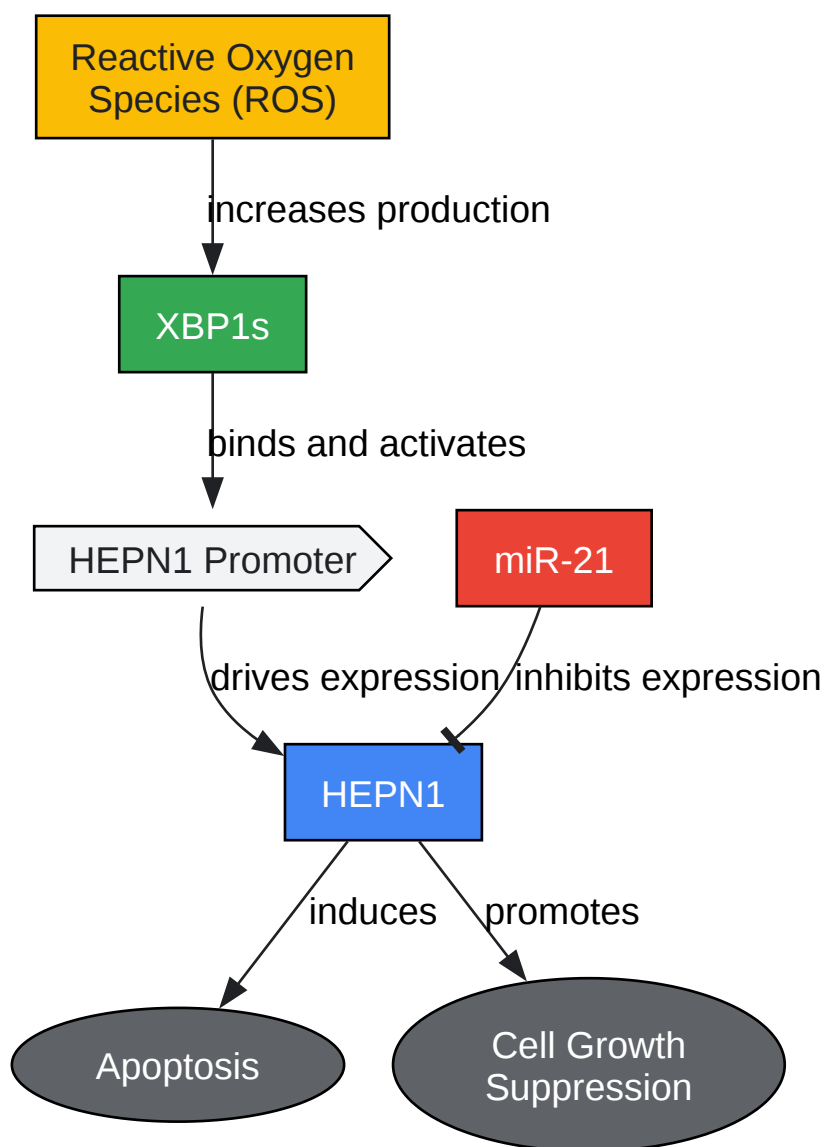 Reactive Oxygen
Species (ROS)
increases production
XBP1s
binds and activates
HEPN1 Promoter
miR-21
drives expression
inhibits expression
HEPN1
induces
promotes
Apoptosis
Cell Growth
Suppression